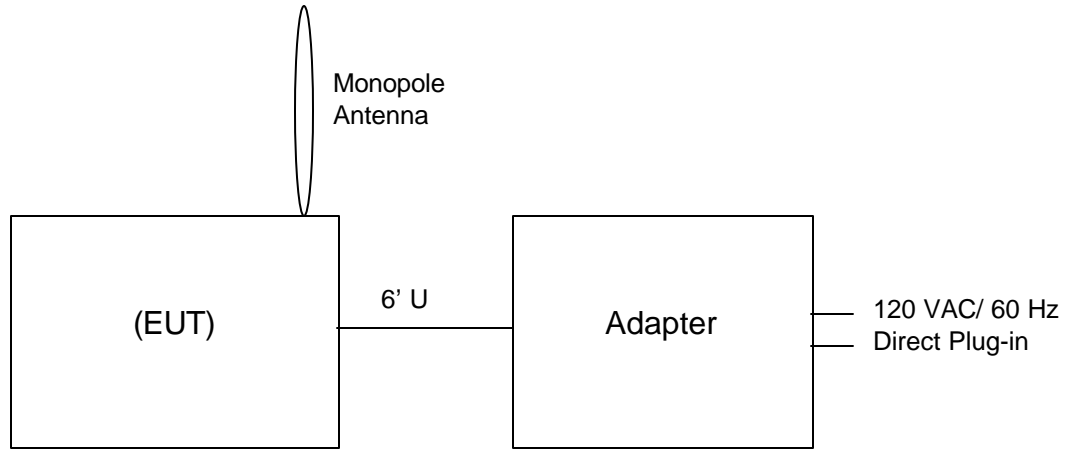 Monopole
Antenna
(EUT)
6’ U
Adapter
120 VAC/ 60 Hz
Direct Plug-in